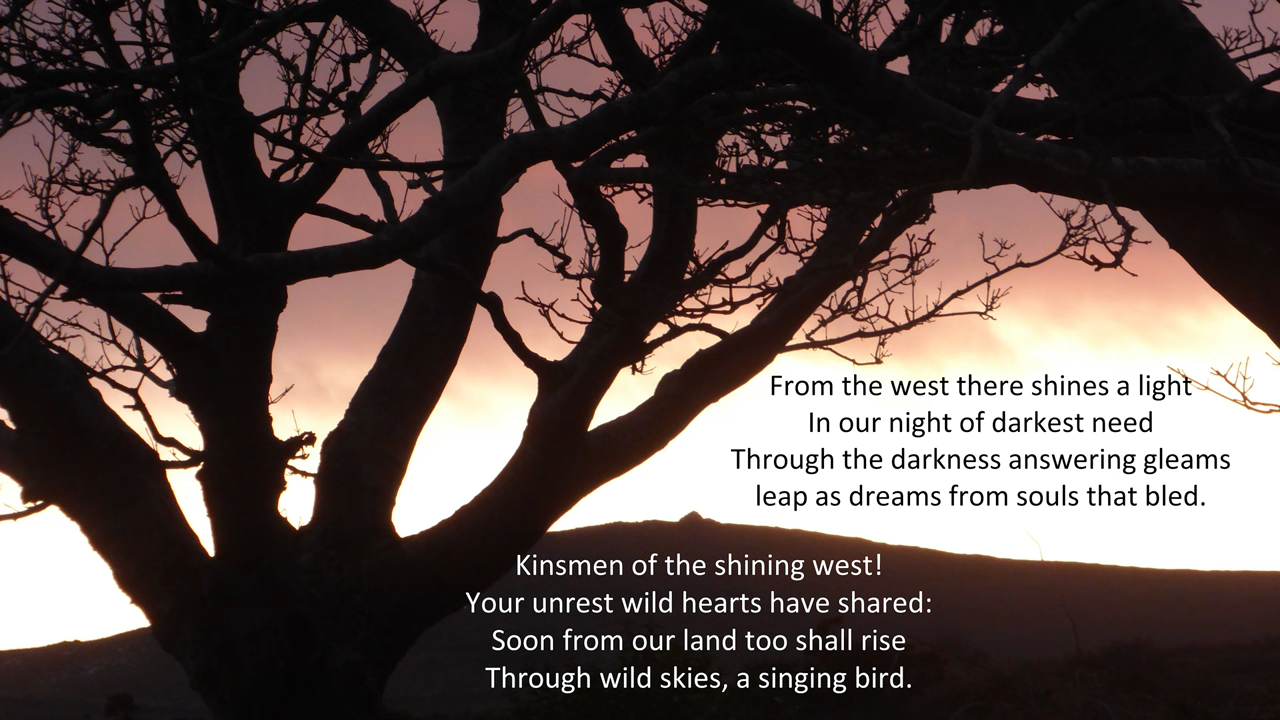 From the west there shines a light
In our night of darkest need
Through the darkness answering gleams
leap as dreams from souls that bled.
Kinsmen of the shining west!
Your unrest wild hearts have shared:
Soon from our land too shall rise
Through wild skies, a singing bird.